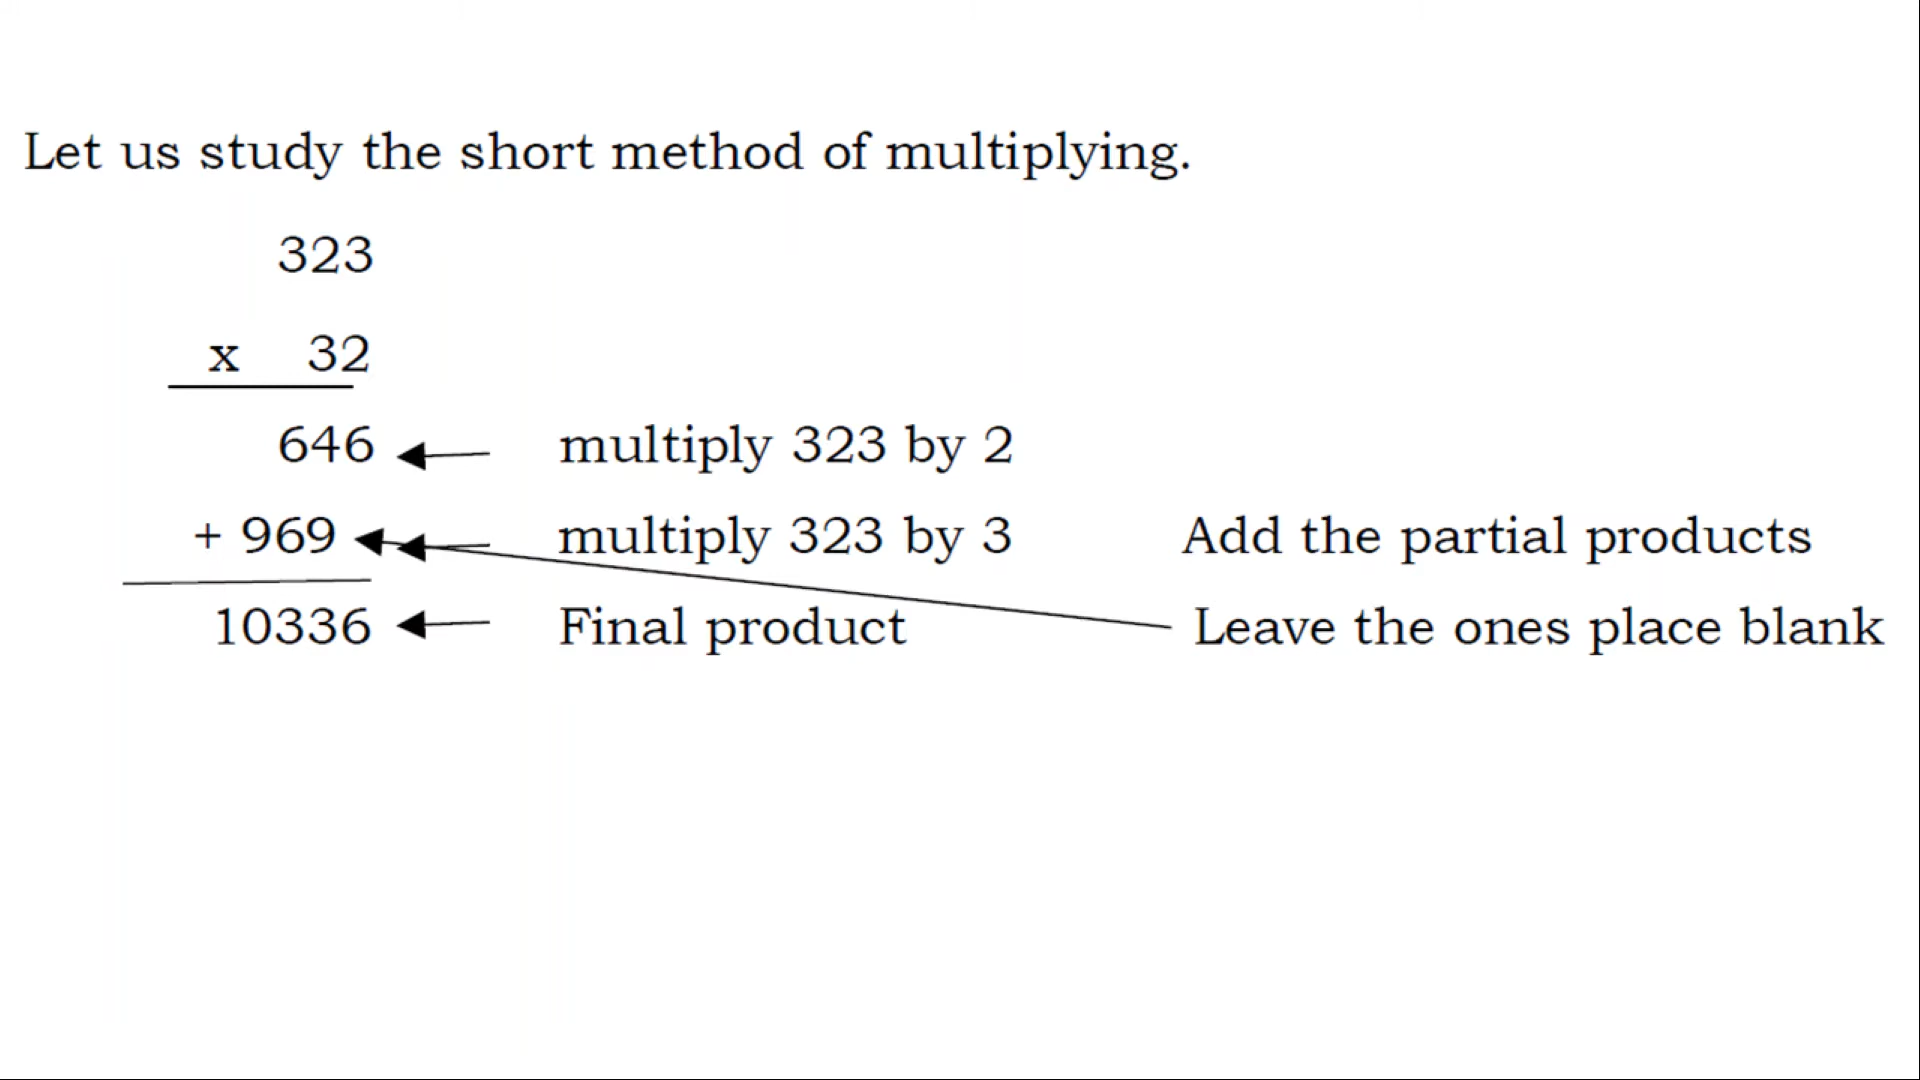 Let us study the short method of multiplying.
323
x 32
646 multiply 323 by 2
+ 969 multiply 323 by 3 Add the partial products
10336 Final product Leave the ones place blank